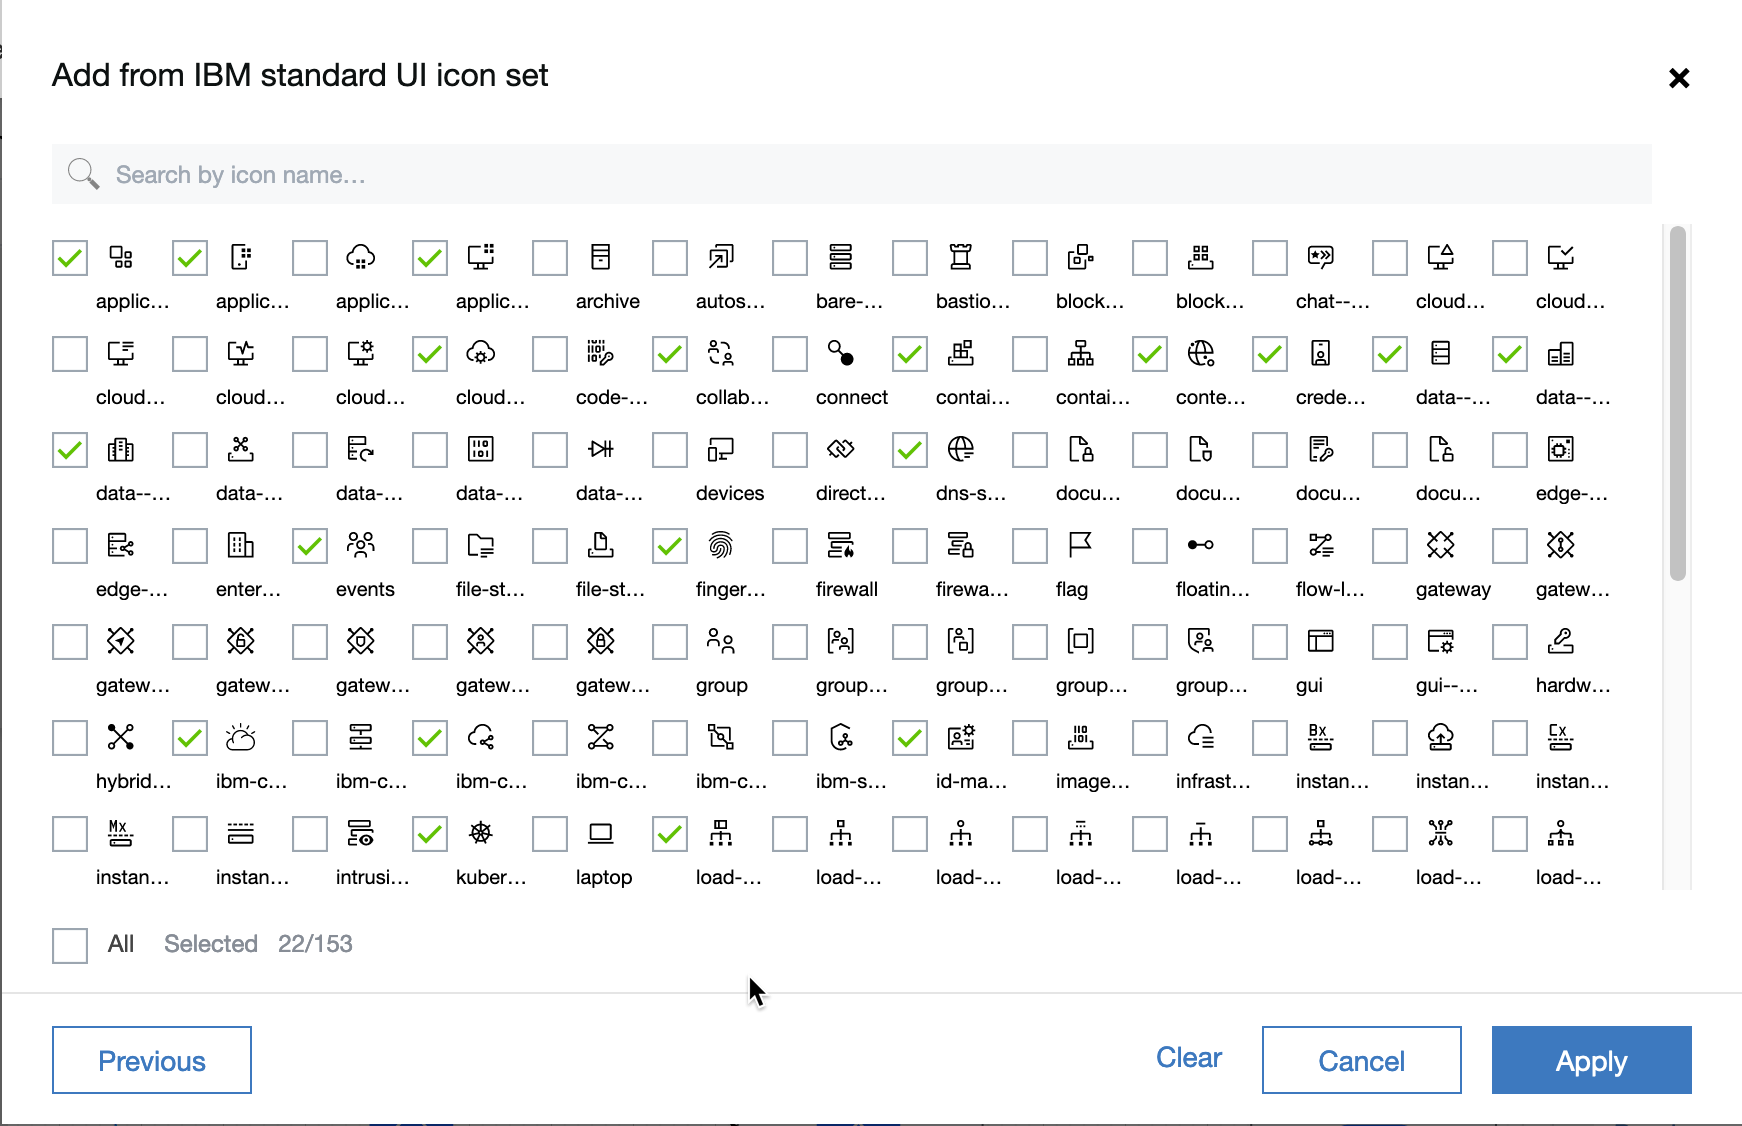 Add from IBM standard UI icon set
Search by icon name...
applic... applic... applic... applic... archive autos... bare-... bastio... block... block... chat--... cloud... cloud...
cloud... cloud... cloud... cloud... code-... collab... connect contai... contai... conte... crede... data--... data--...
data--... data-... data-... data-... data-... devices direct... dns-s... docu... docu... docu... docu... edge-...
edge-... enter... events file-st... file-st... finger... firewall firewa... flag floatin... flow-l... gateway gatew...
gatew... gatew... gatew... gatew... gatew... group group... group... group... group... gui gui--... hardw...
hybrid... ibm-c... ibm-c... ibm-c... ibm-c... ibm-c... ibm-s... id-ma... image... infrast... instan... instan... instan...
instan... instan... intrusi... kuber... laptop load-... load-... load-... load-... load-... load-... load-... load-...
All Selected 22/153
Previous Clear Cancel Apply